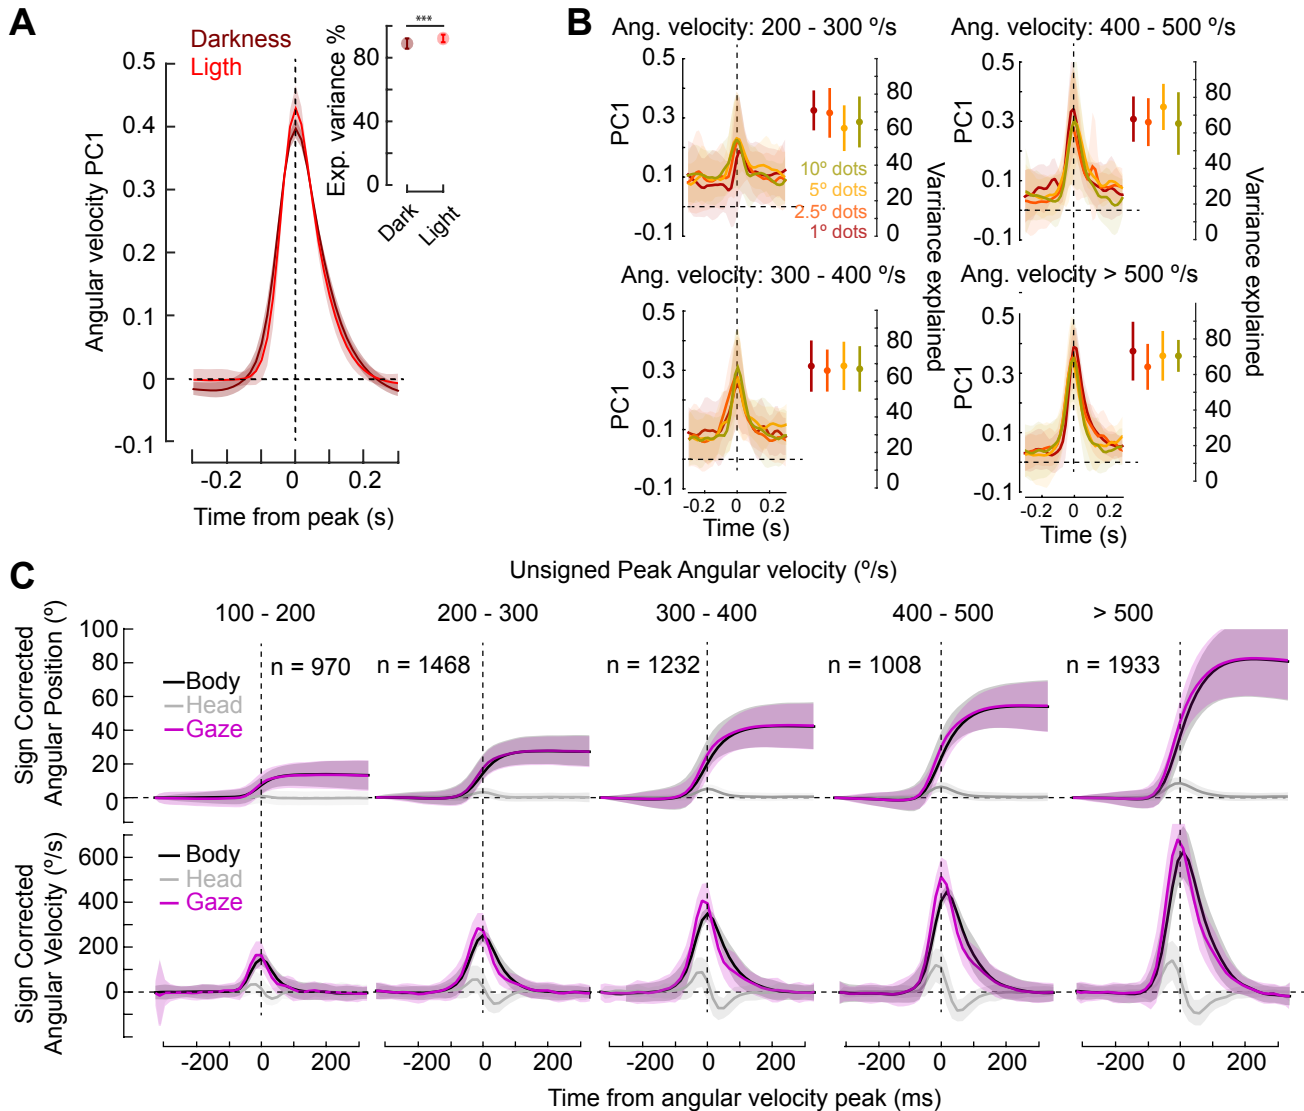 A
Darkness
Ligth
Angular velocity PC1
0.5
0.4
0.3
0.2
0.1
0
-0.1
-0.2
0
0.2
Time from peak (s)
Exp. variance %
***
80
40
0
Dark
Light
B
Ang. velocity: 200 - 300 º/s
PC1
0.5
0.3
0.1
-0.1
10º dots
5º dots
2.5º dots
1º dots
80
60
40
20
0
Varriance explained
Ang. velocity: 400 - 500 º/s
PC1
0.5
0.3
0.1
-0.1
80
60
40
20
0
Varriance explained
Ang. velocity: 300 - 400 º/s
PC1
0.5
0.3
0.1
-0.1
-0.2
0
0.2
Time (s)
80
60
40
20
0
Ang. velocity > 500 º/s
PC1
0.5
0.3
0.1
-0.1
-0.2
0
0.2
Time (s)
80
60
40
20
0
C
Unsigned Peak Angular velocity (º/s)
100 - 200
200 - 300
300 - 400
400 - 500
> 500
Sign Corrected
Angular Position (º)
100
80
60
40
20
0
n = 970
n = 1468
n = 1232
n = 1008
n = 1933
Body
Head
Gaze
Sign Corrected
Angular Velocity (º/s)
600
400
200
0
Body
Head
Gaze
-200 0 200
-200 0 200
-200 0 200
-200 0 200
-200 0 200
Time from angular velocity peak (ms)